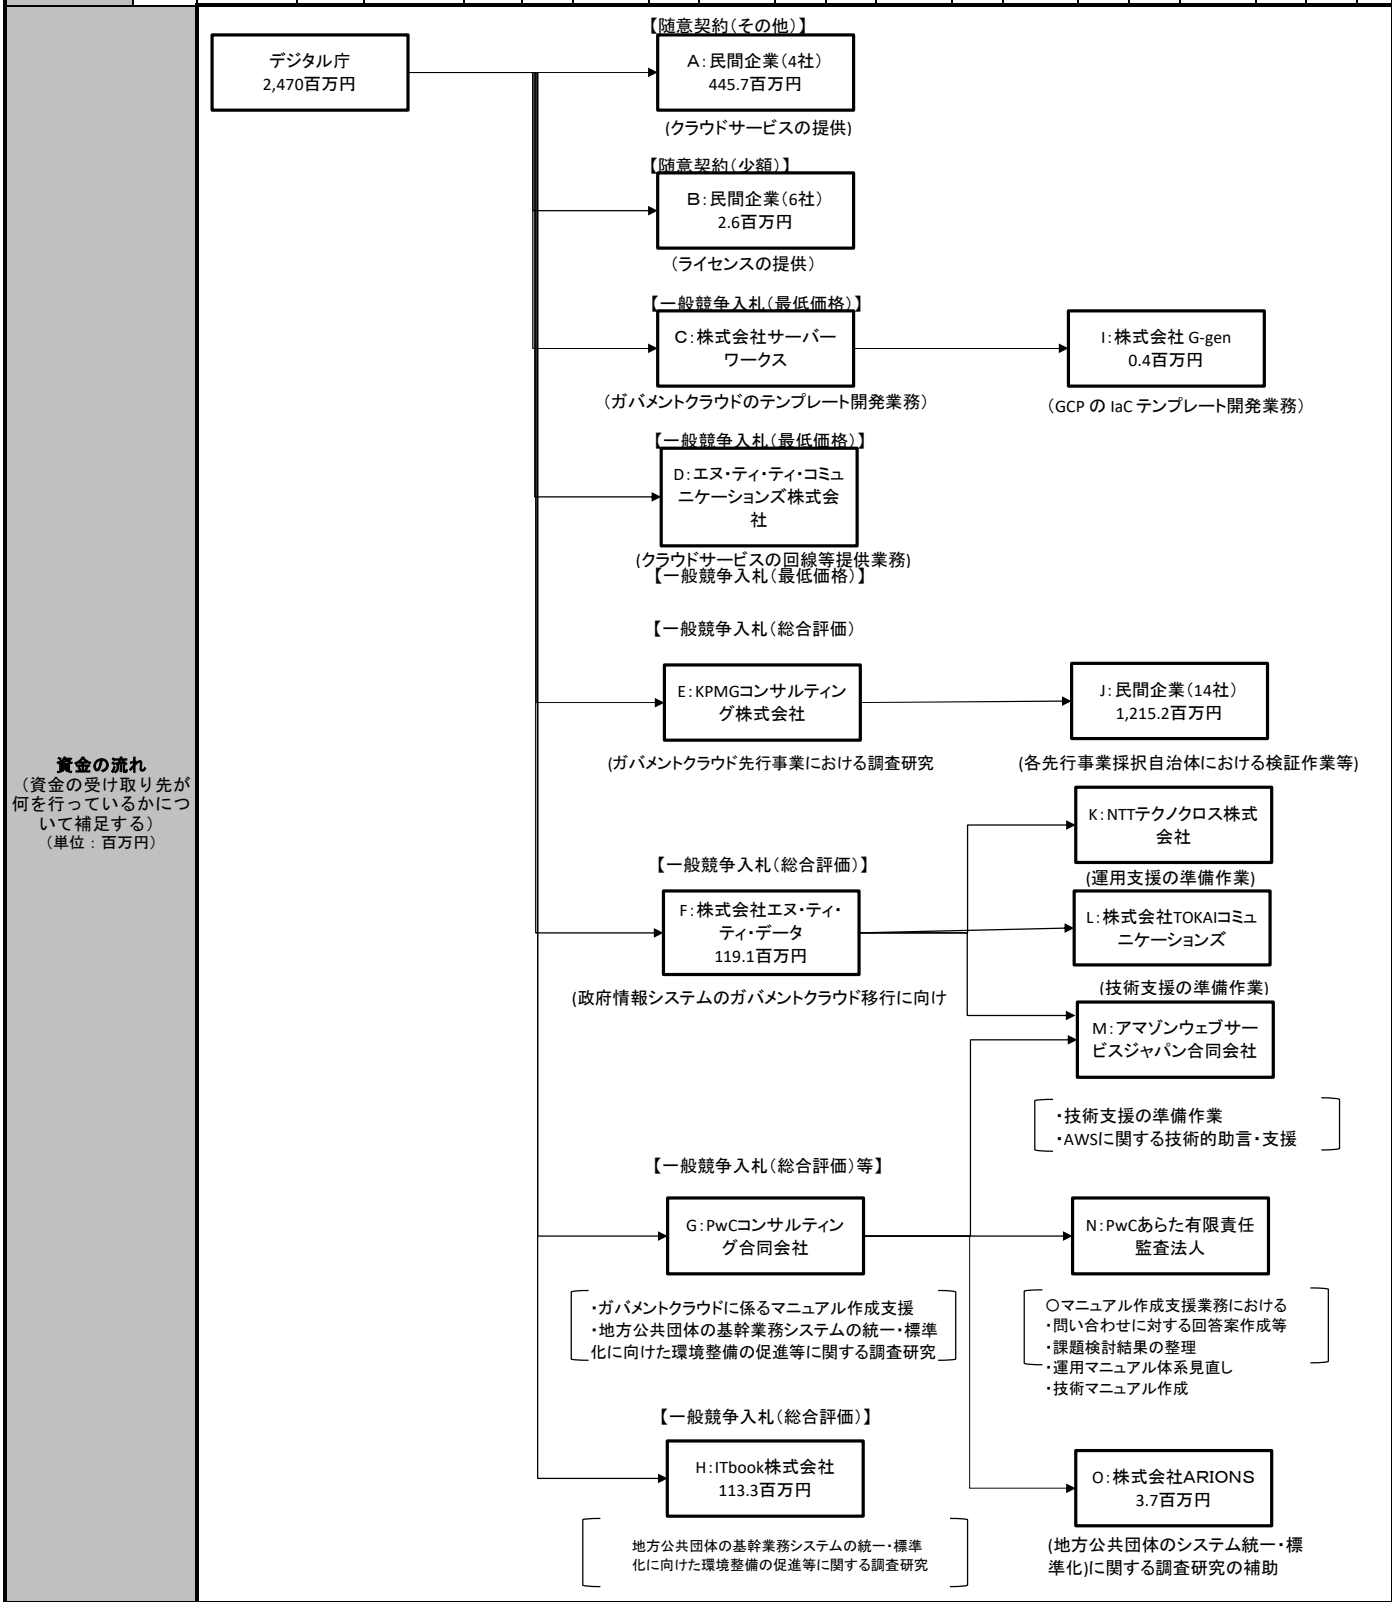 資金の流れ
（資金の受け取り先が
何を行っているかにつ
いて補足する）
（単位：百万円）
デジタル庁
2,470百万円
【随意契約(その他)】
A：民間企業（4社）
445.7百万円
(クラウドサービスの提供)
【随意契約(少額)】
B：民間企業（6社）
2.6百万円
（ライセンスの提供）
【一般競争入札（最低価格）】
C：株式会社サーバー
ワークス
（ガバメントクラウドのテンプレート開発業務）
I：株式会社 G-gen
0.4百万円
（GCP の IaC テンプレート開発業務）
【一般競争入札（最低価格）】
D：エヌ・ティ・ティ・コミュ
ニケーションズ株式会
社
(クラウドサービスの回線等提供業務)
【一般競争入札（最低価格）】
【一般競争入札（総合評価）
E：KPMGコンサルティン
グ株式会社
(ガバメントクラウド先行事業における調査研究
J：民間企業（14社）
1,215.2百万円
(各先行事業採択自治体における検証作業等)
【一般競争入札（総合評価）】
F：株式会社エヌ・ティ・
ティ・データ
119.1百万円
(政府情報システムのガバメントクラウド移行に向け
K：NTTテクノクロス株式
会社
(運用支援の準備作業)
L：株式会社TOKAIコミュ
ニケーションズ
(技術支援の準備作業)
M：アマゾンウェブサー
ビスジャパン合同会社
・技術支援の準備作業
・AWSに関する技術的助言・支援
【一般競争入札（総合評価）等】
G：PwCコンサルティン
グ合同会社
・ガバメントクラウドに係るマニュアル作成支援
・地方公共団体の基幹業務システムの統一・標準
化に向けた環境整備の促進等に関する調査研究
N：PwCあらた有限責任
監査法人
〇マニュアル作成支援業務における
・問い合わせに対する回答案作成等
・課題検討結果の整理
・運用マニュアル体系見直し
・技術マニュアル作成
【一般競争入札（総合評価）】
H：ITbook株式会社
113.3百万円
地方公共団体の基幹業務システムの統一・標準
化に向けた環境整備の促進等に関する調査研究
O：株式会社ARIONS
3.7百万円
(地方公共団体のシステム統一・標
準化)に関する調査研究の補助